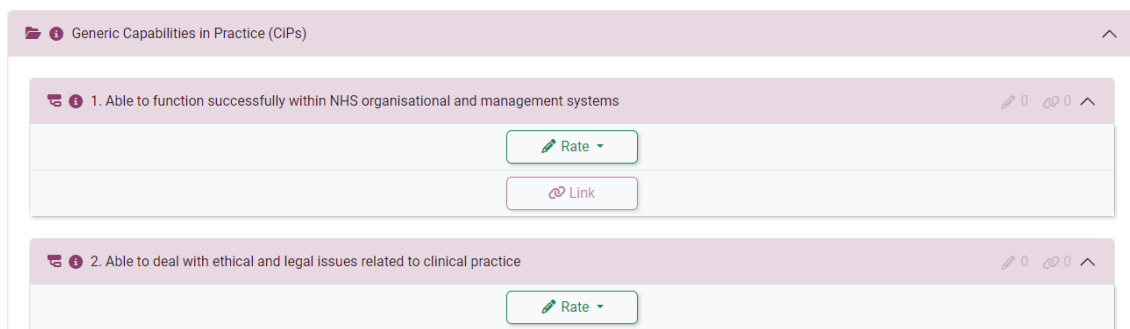 Generic Capabilities in Practice (CiPs)
1. Able to function successfully within NHS organisational and management systems 0 0
Rate
Link
2. Able to deal with ethical and legal issues related to clinical practice 0 0
Rate